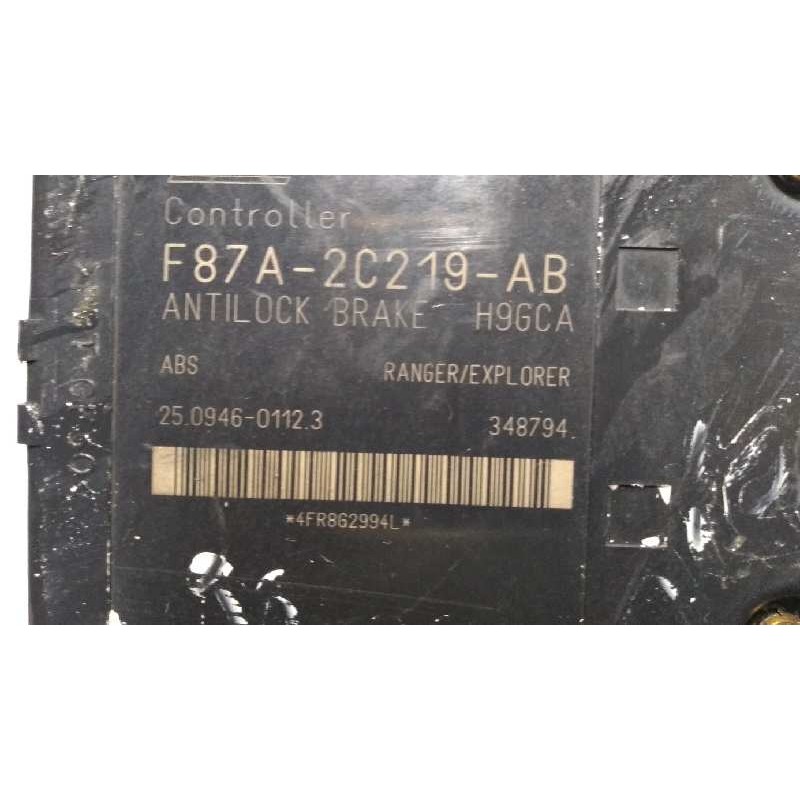 Controller
F87A-2C219-AB
ANTILOCK BRAKE H9GCA
ABS RANGER/EXPLORER
25.0946-0112.3 348794.
*4FR8G2994L*